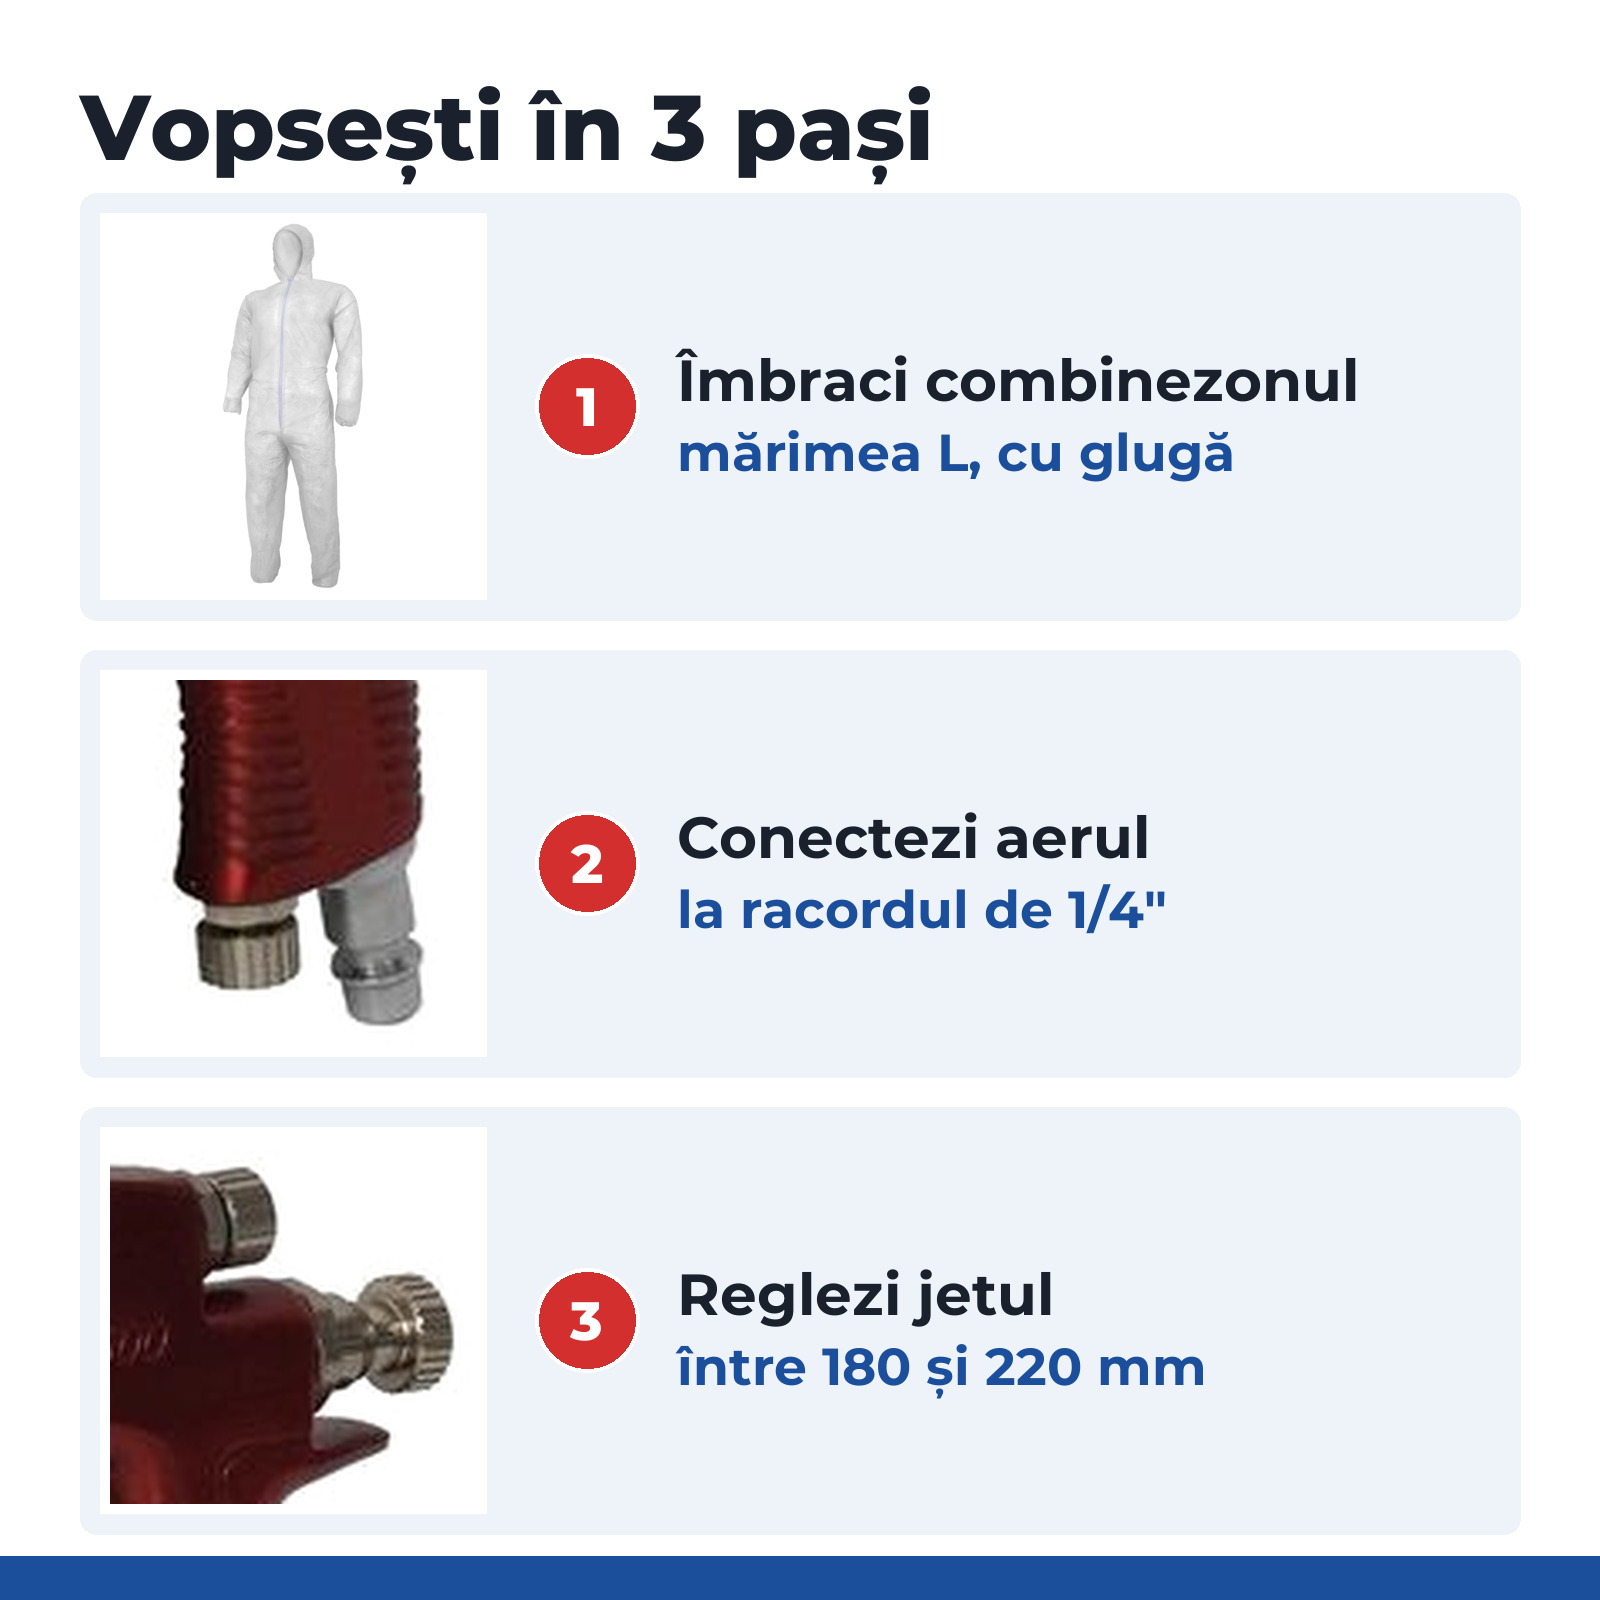 Vopsești în 3 pași
1
Îmbraci combinezonul
mărimea L, cu glugă
2
Conectezi aerul
la racordul de 1/4"
3
Reglezi jetul
între 180 și 220 mm